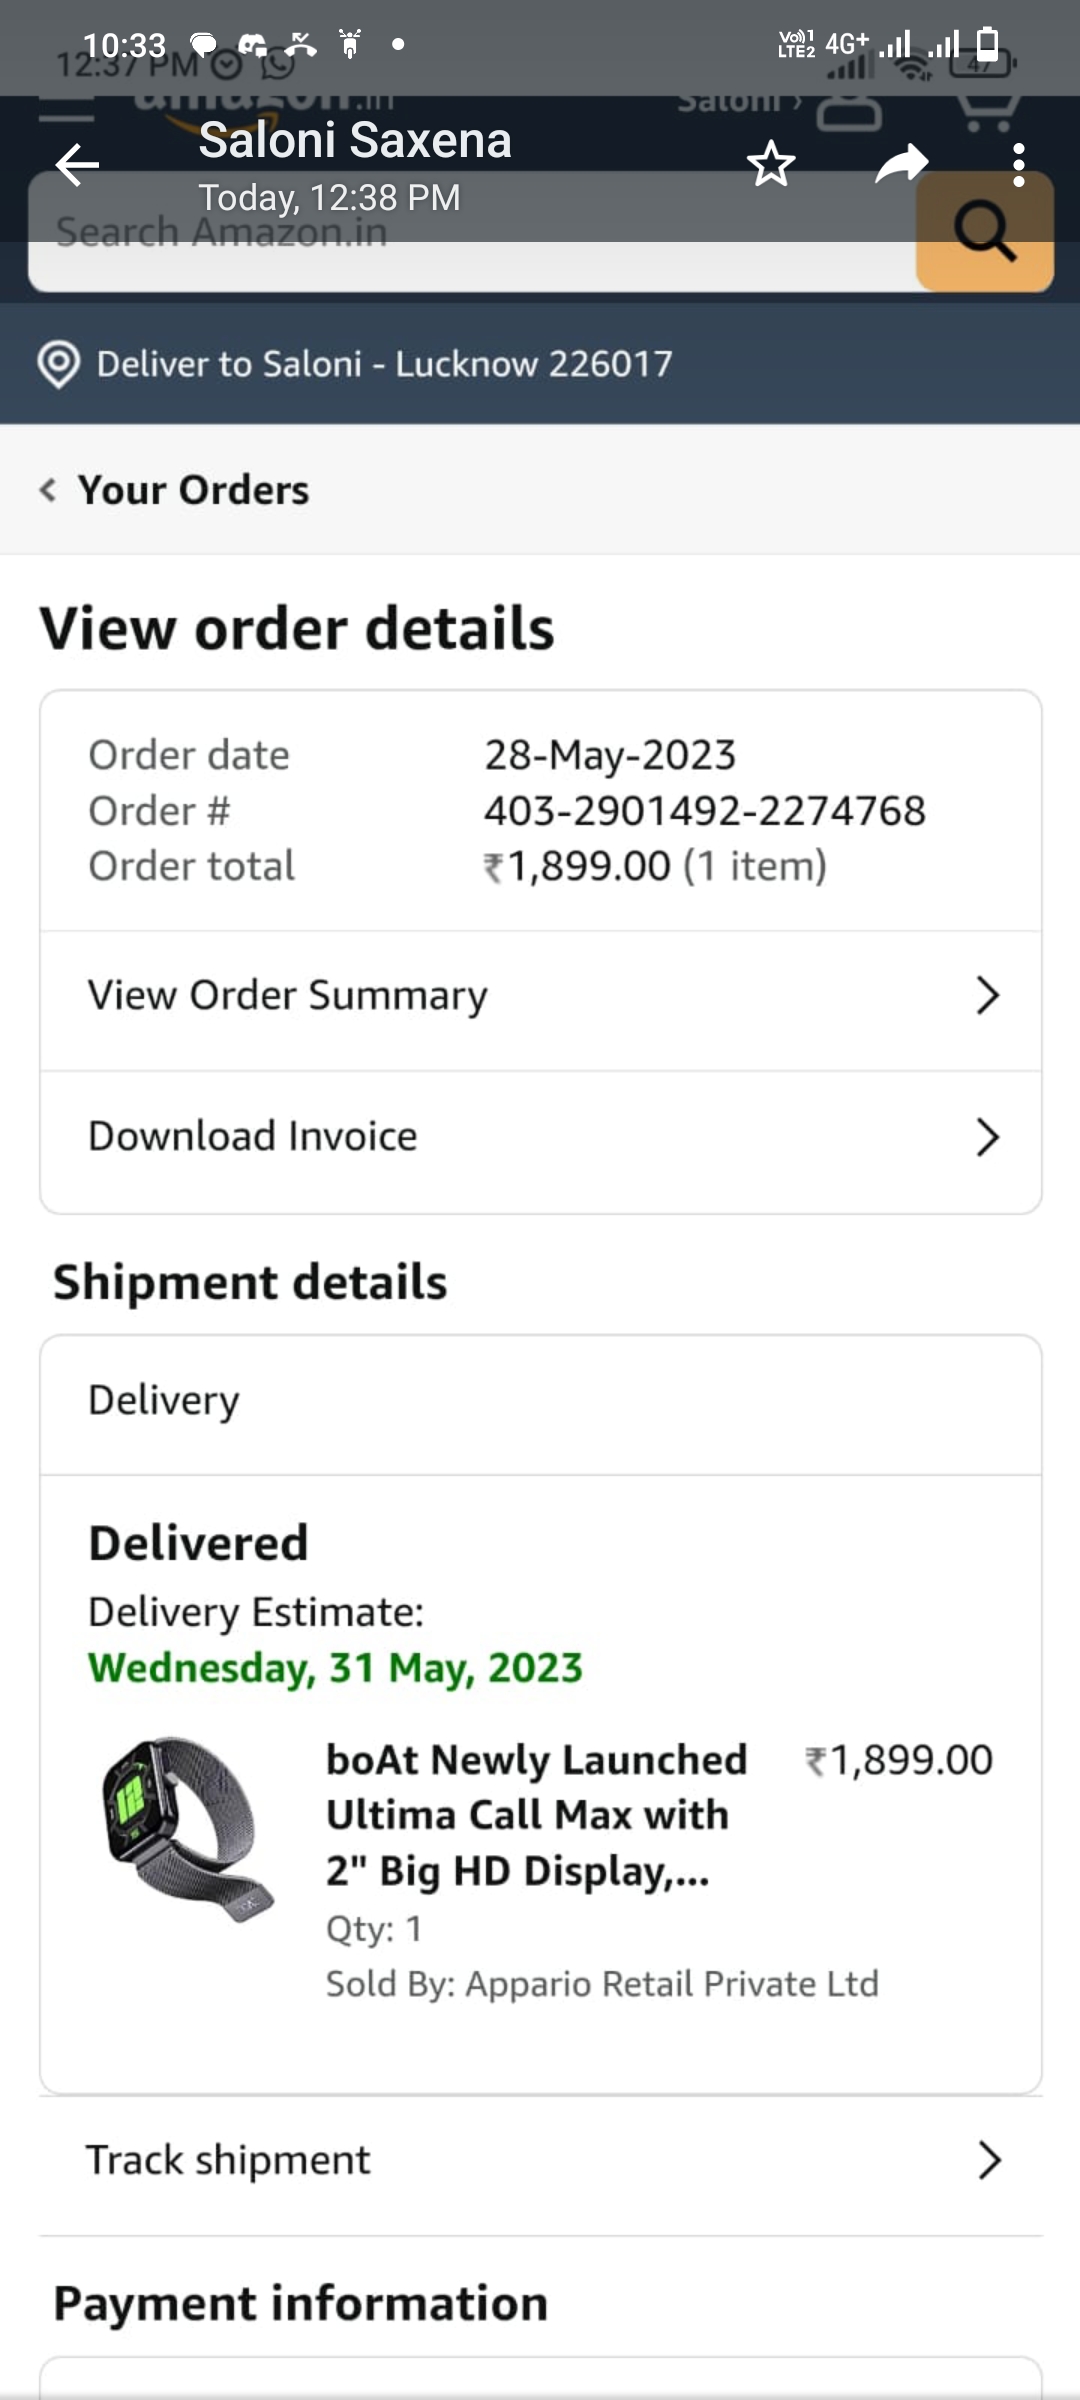 10:33
Vo)) 1 LTE2 4G+
12:37 PM
47
amazon.in
Saloni ›
Saloni Saxena
Today, 12:38 PM
Search Amazon.in
Deliver to Saloni - Lucknow 226017
Your Orders
View order details
Order date 28-May-2023
Order # 403-2901492-2274768
Order total ₹1,899.00 (1 item)
View Order Summary
Download Invoice
Shipment details
Delivery
Delivered
Delivery Estimate:
Wednesday, 31 May, 2023
boAt Newly Launched ₹1,899.00
Ultima Call Max with
2" Big HD Display,...
Qty: 1
Sold By: Appario Retail Private Ltd
Track shipment
Payment information